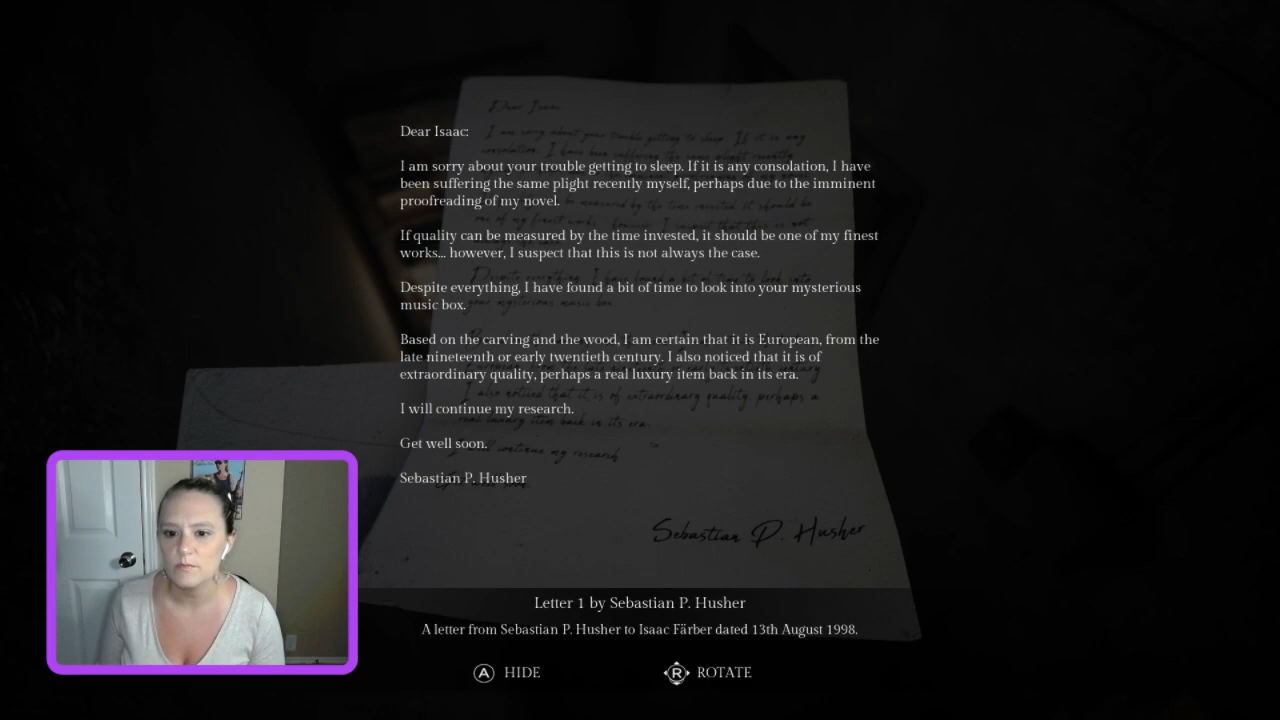 Dear Isaac:
I am sorry about your trouble getting to sleep. If it is any consolation, I have
been suffering the same plight recently myself, perhaps due to the imminent
proofreading of my novel.
If quality can be measured by the time invested, it should be one of my finest
works... however, I suspect that this is not always the case.
Despite everything, I have found a bit of time to look into your mysterious
music box.
Based on the carving and the wood, I am certain that it is European, from the
late nineteenth or early twentieth century. I also noticed that it is of
extraordinary quality, perhaps a real luxury item back in its era.
I will continue my research.
Get well soon.
Sebastian P. Husher
Sebastian P. Husher
Letter 1 by Sebastian P. Husher
A letter from Sebastian P. Husher to Isaac Färber dated 13th August 1998.
A HIDE
R ROTATE